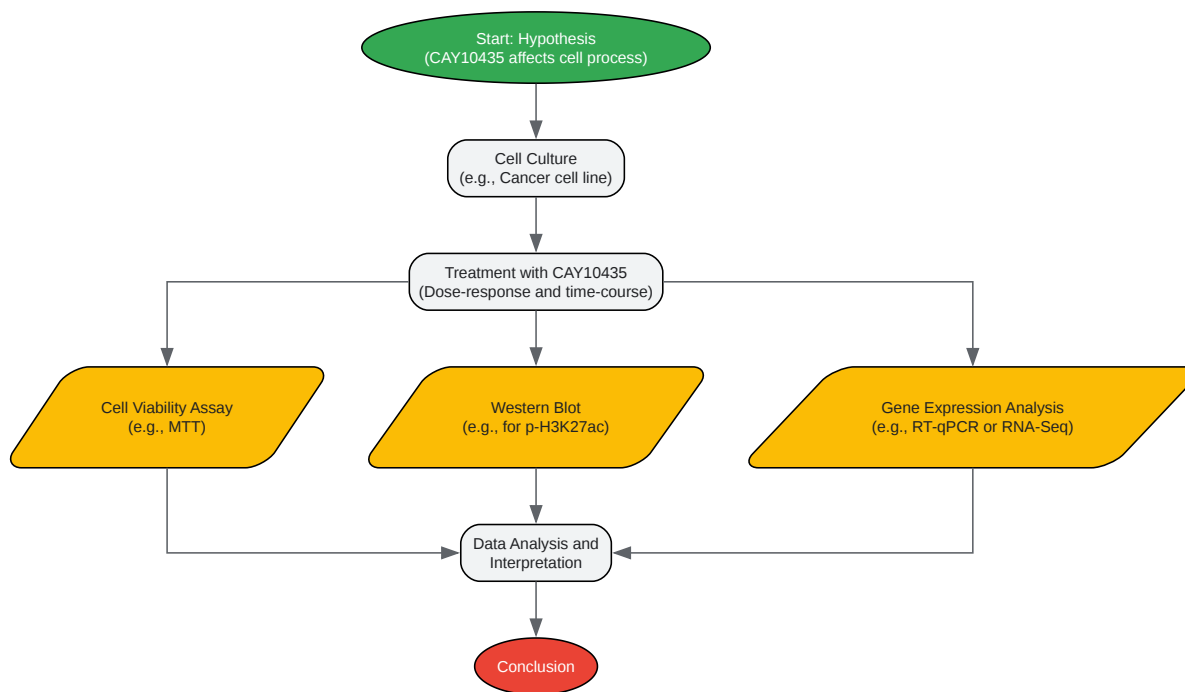 Start: Hypothesis
(CAY10435 affects cell process)
Cell Culture
(e.g., Cancer cell line)
Treatment with CAY10435
(Dose-response and time-course)
Cell Viability Assay
(e.g., MTT)
Western Blot
(e.g., for p-H3K27ac)
Gene Expression Analysis
(e.g., RT-qPCR or RNA-Seq)
Data Analysis and
Interpretation
Conclusion